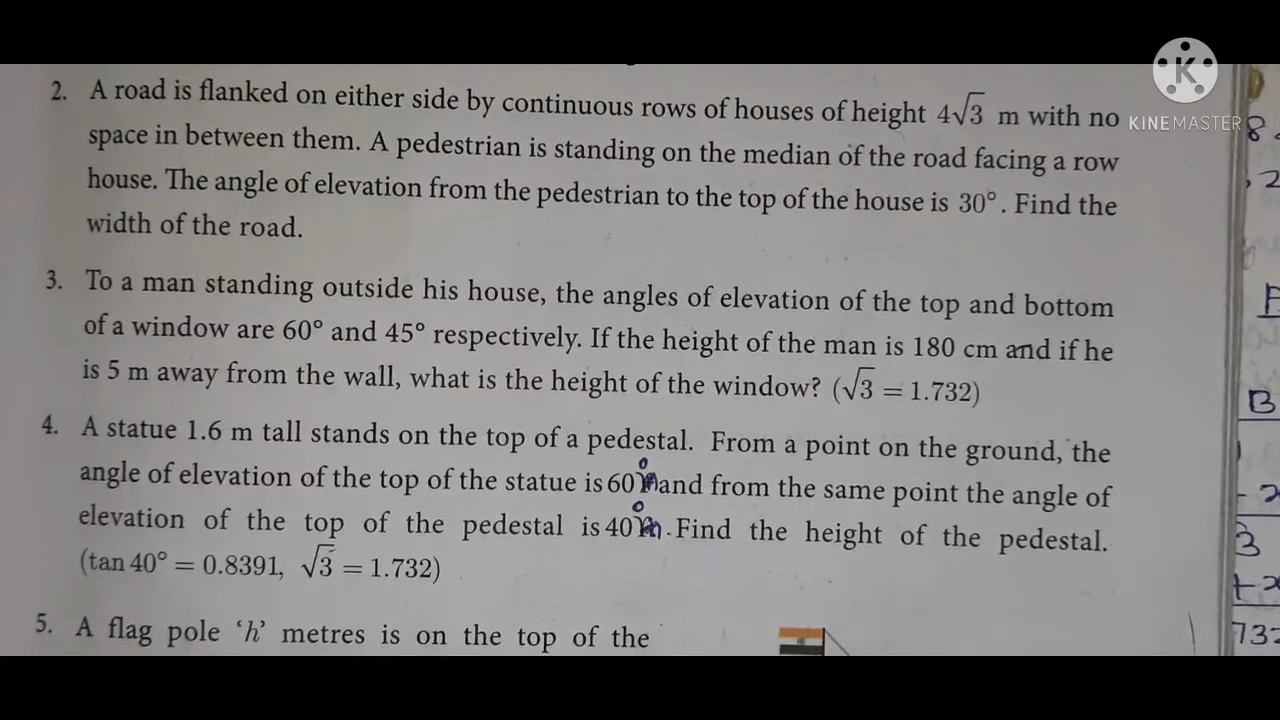 2. A road is flanked on either side by continuous rows of houses of height 4√3 m with no
space in between them. A pedestrian is standing on the median of the road facing a row
house. The angle of elevation from the pedestrian to the top of the house is 30°. Find the
width of the road.
3. To a man standing outside his house, the angles of elevation of the top and bottom
of a window are 60° and 45° respectively. If the height of the man is 180 cm and if he
is 5 m away from the wall, what is the height of the window? (√3 = 1.732)
4. A statue 1.6 m tall stands on the top of a pedestal. From a point on the ground, the
angle of elevation of the top of the statue is 60° and from the same point the angle of
elevation of the top of the pedestal is 40°. Find the height of the pedestal.
(tan 40° = 0.8391, √3 = 1.732)
5. A flag pole ‘h’ metres is on the top of the
K
KINEMASTER
8
2
B
3
+x